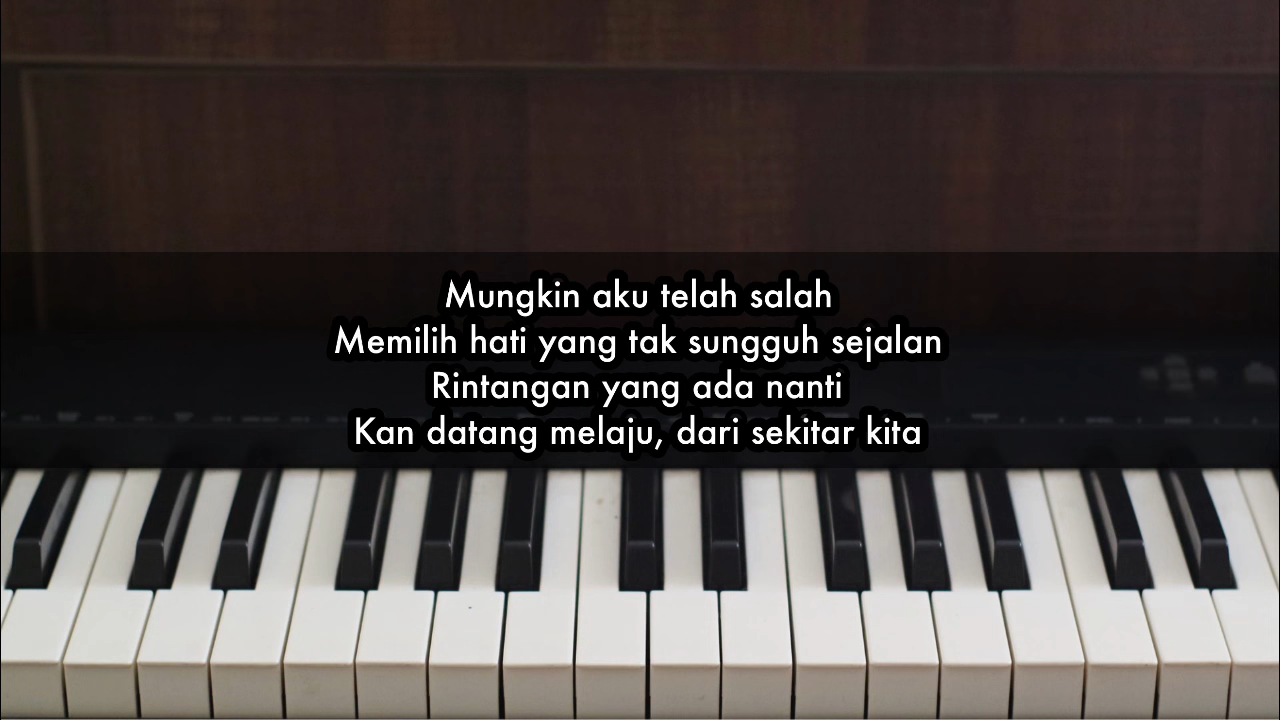 Mungkin aku telah salah
Memilih hati yang tak sungguh sejalan
Rintangan yang ada nanti
Kan datang melaju, dari sekitar kita